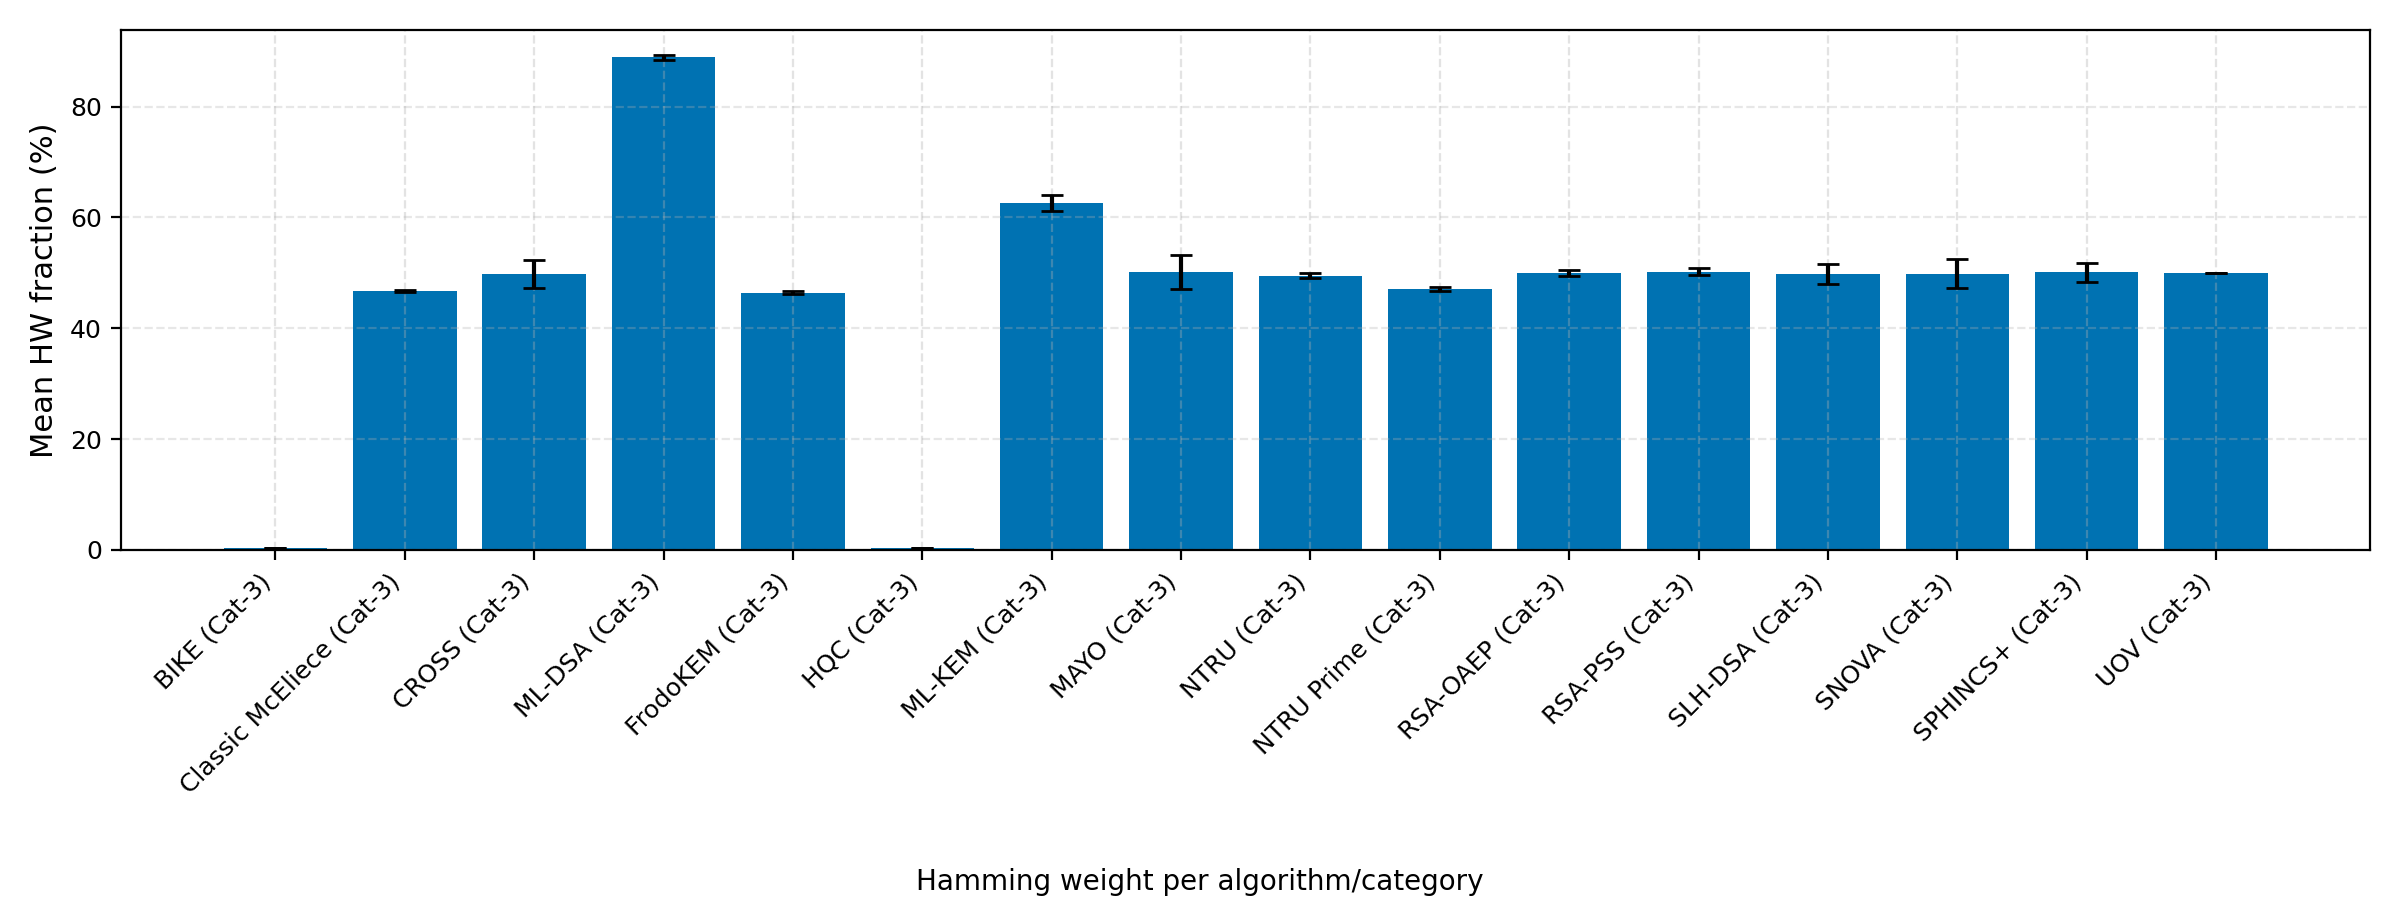 Mean HW fraction (%)
80
60
40
20
0
BIKE (Cat-3)
Classic McEliece (Cat-3)
CROSS (Cat-3)
ML-DSA (Cat-3)
FrodoKEM (Cat-3)
HQC (Cat-3)
ML-KEM (Cat-3)
MAYO (Cat-3)
NTRU (Cat-3)
NTRU Prime (Cat-3)
RSA-OAEP (Cat-3)
RSA-PSS (Cat-3)
SLH-DSA (Cat-3)
SNOVA (Cat-3)
SPHINCS+ (Cat-3)
UOV (Cat-3)
Hamming weight per algorithm/category